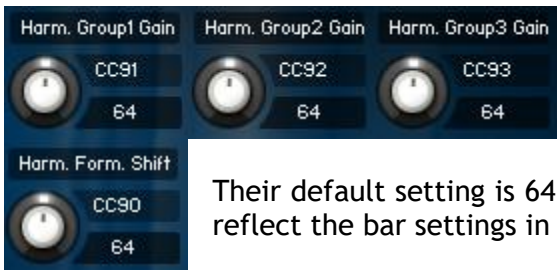 Harm. Group1 Gain Harm. Group2 Gain Harm. Group3 Gain
CC91 CC92 CC93
64 64 64
Harm. Form. Shift
CC90
64
Their default setting is 64
reflect the bar settings in